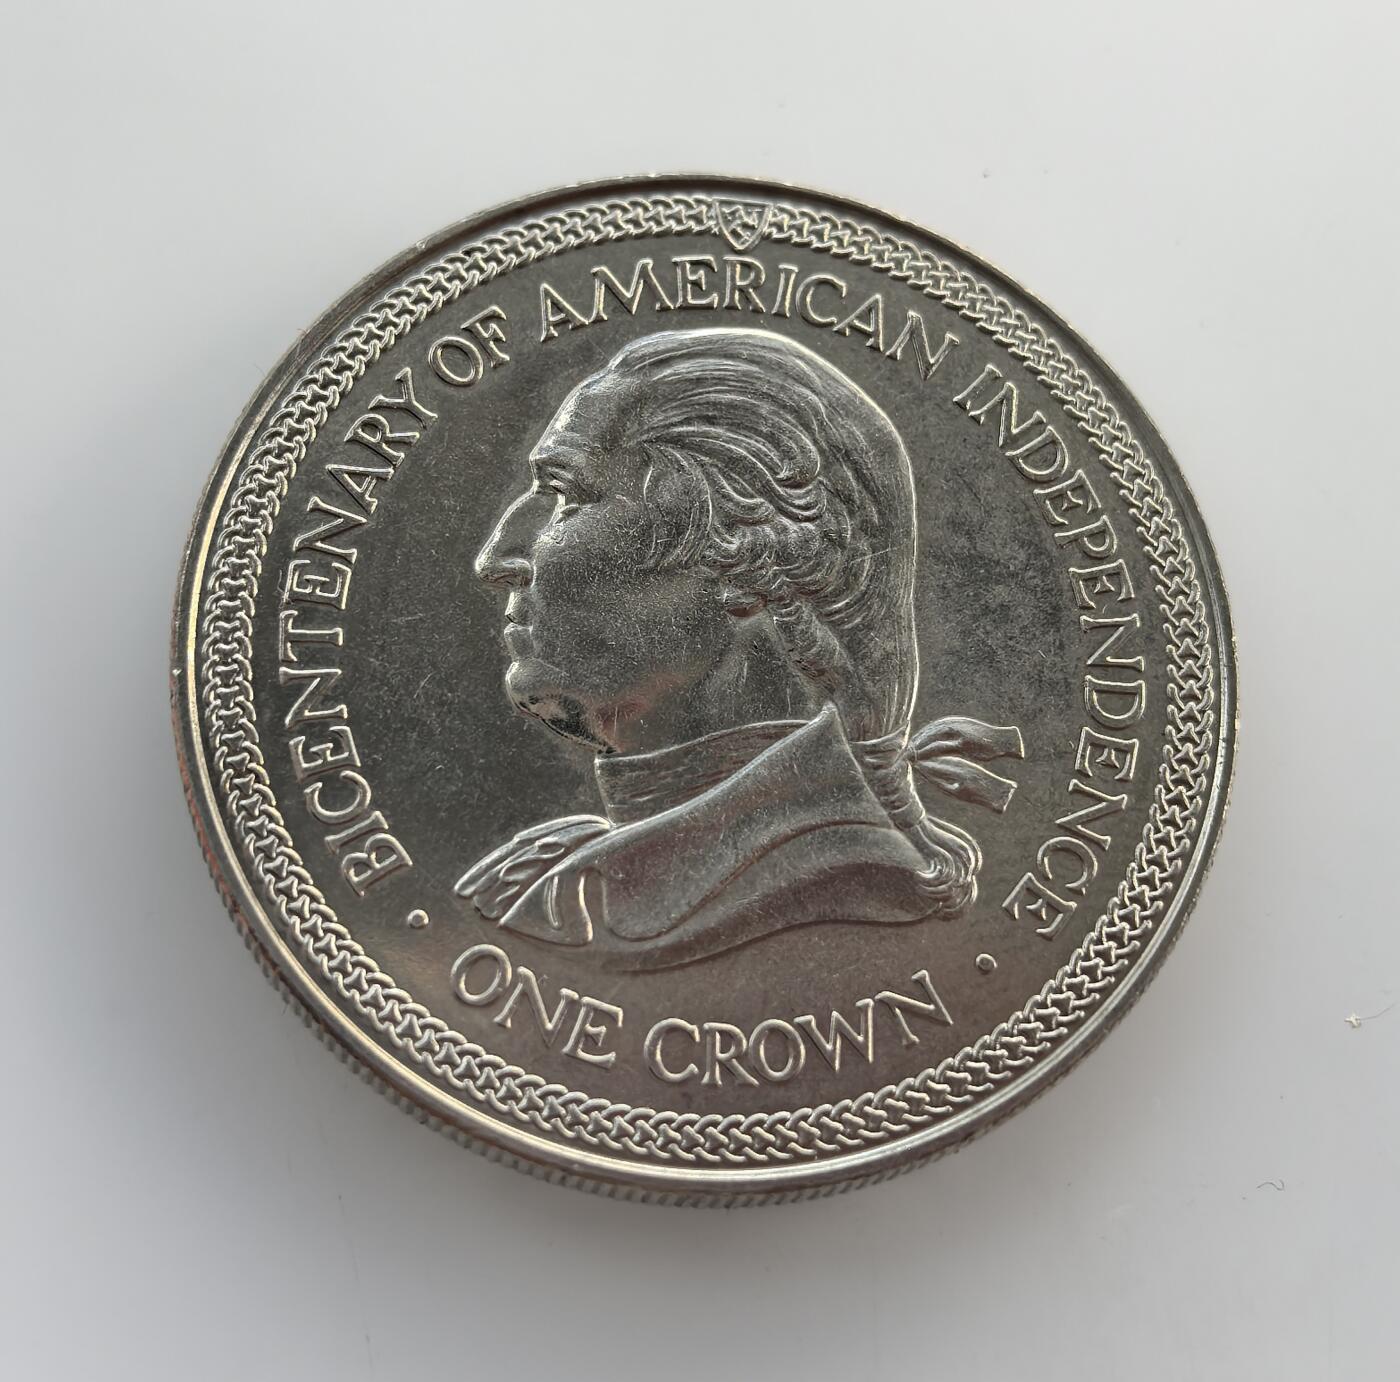 BICENTENARY OF AMERICAN INDEPENDENCE
· ONE CROWN ·